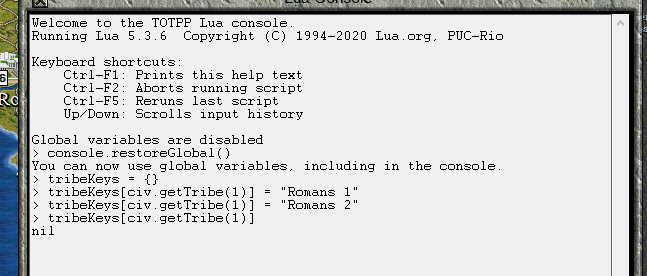 Lua Console
Welcome to the TOTPP Lua console.
Running Lua 5.3.6  Copyright (C) 1994-2020 Lua.org, PUC-Rio
Keyboard shortcuts:
    Ctrl-F1: Prints this help text
    Ctrl-F2: Aborts running script
    Ctrl-F5: Reruns last script
    Up/Down: Scrolls input history
Global variables are disabled
> console.restoreGlobal()
You can now use global variables, including in the console.
> tribeKeys = {}
> tribeKeys[civ.getTribe(1)] = "Romans 1"
> tribeKeys[civ.getTribe(1)] = "Romans 2"
> tribeKeys[civ.getTribe(1)]
nil
6
Ro